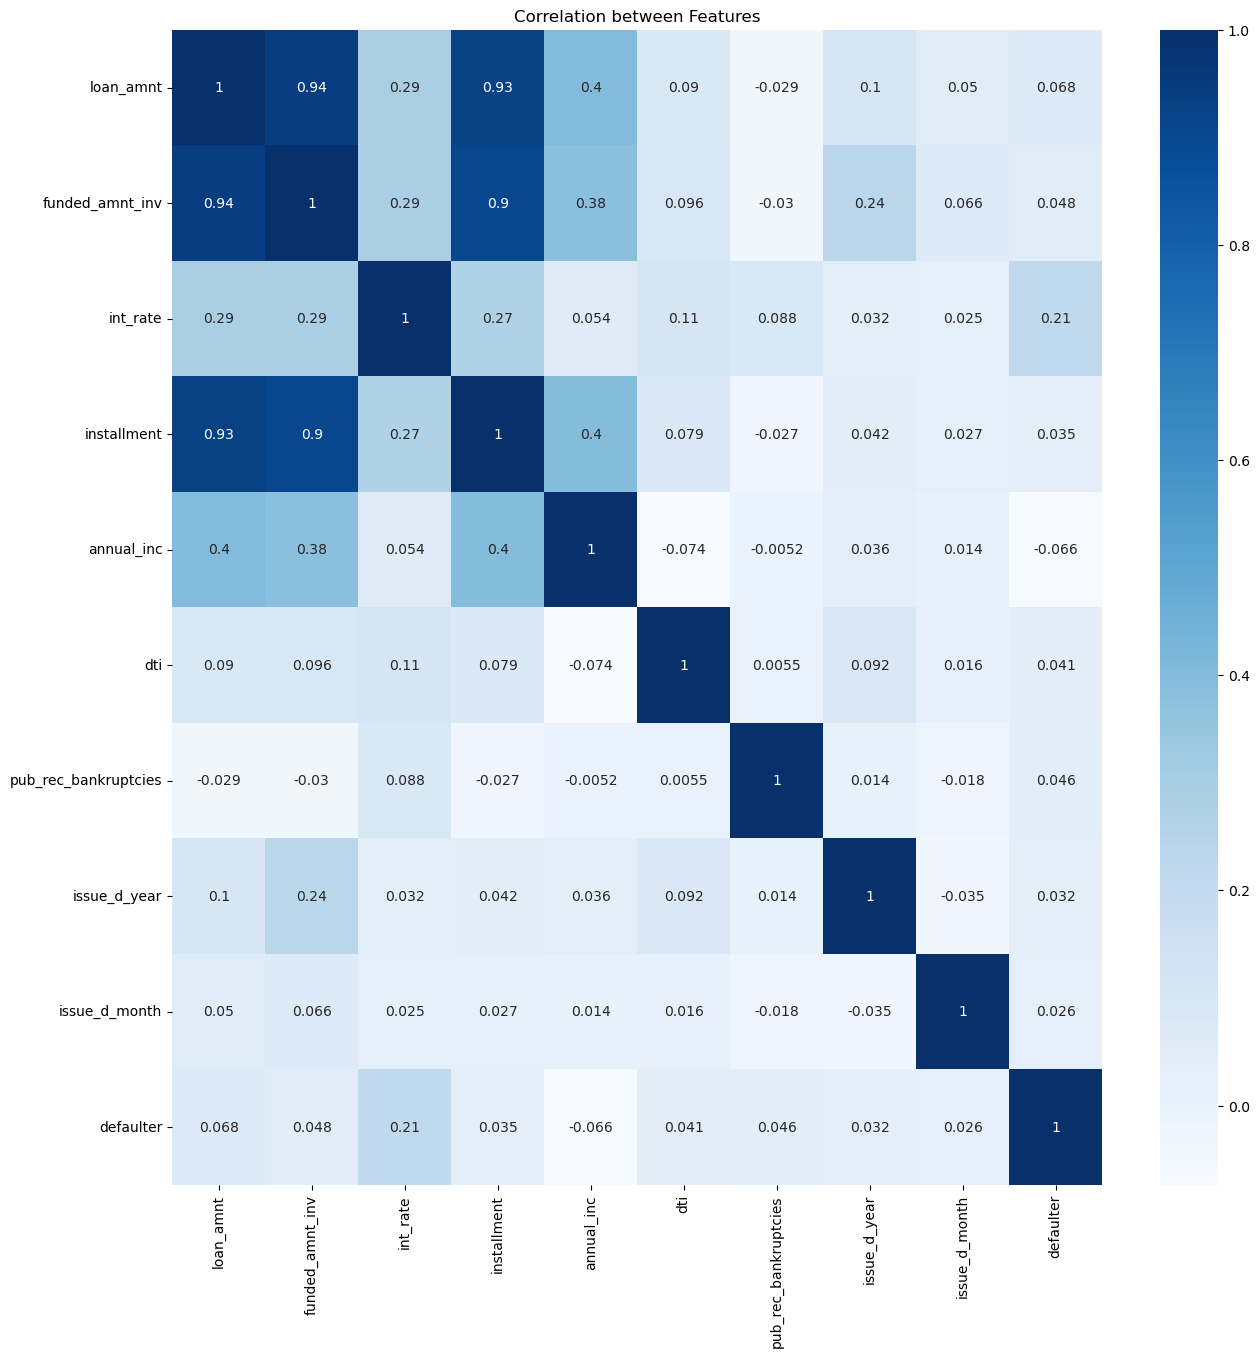 Correlation between Features
loan_amnt 1 0.94 0.29 0.93 0.4 0.09 -0.029 0.1 0.05 0.068
funded_amnt_inv 0.94 1 0.29 0.9 0.38 0.096 -0.03 0.24 0.066 0.048
int_rate 0.29 0.29 1 0.27 0.054 0.11 0.088 0.032 0.025 0.21
installment 0.93 0.9 0.27 1 0.4 0.079 -0.027 0.042 0.027 0.035
annual_inc 0.4 0.38 0.054 0.4 1 -0.074 -0.0052 0.036 0.014 -0.066
dti 0.09 0.096 0.11 0.079 -0.074 1 0.0055 0.092 0.016 0.041
pub_rec_bankruptcies -0.029 -0.03 0.088 -0.027 -0.0052 0.0055 1 0.014 -0.018 0.046
issue_d_year 0.1 0.24 0.032 0.042 0.036 0.092 0.014 1 -0.035 0.032
issue_d_month 0.05 0.066 0.025 0.027 0.014 0.016 -0.018 -0.035 1 0.026
defaulter 0.068 0.048 0.21 0.035 -0.066 0.041 0.046 0.032 0.026 1
loan_amnt
funded_amnt_inv
int_rate
installment
annual_inc
dti
pub_rec_bankruptcies
issue_d_year
issue_d_month
defaulter
1.0
0.8
0.6
0.4
0.2
0.0